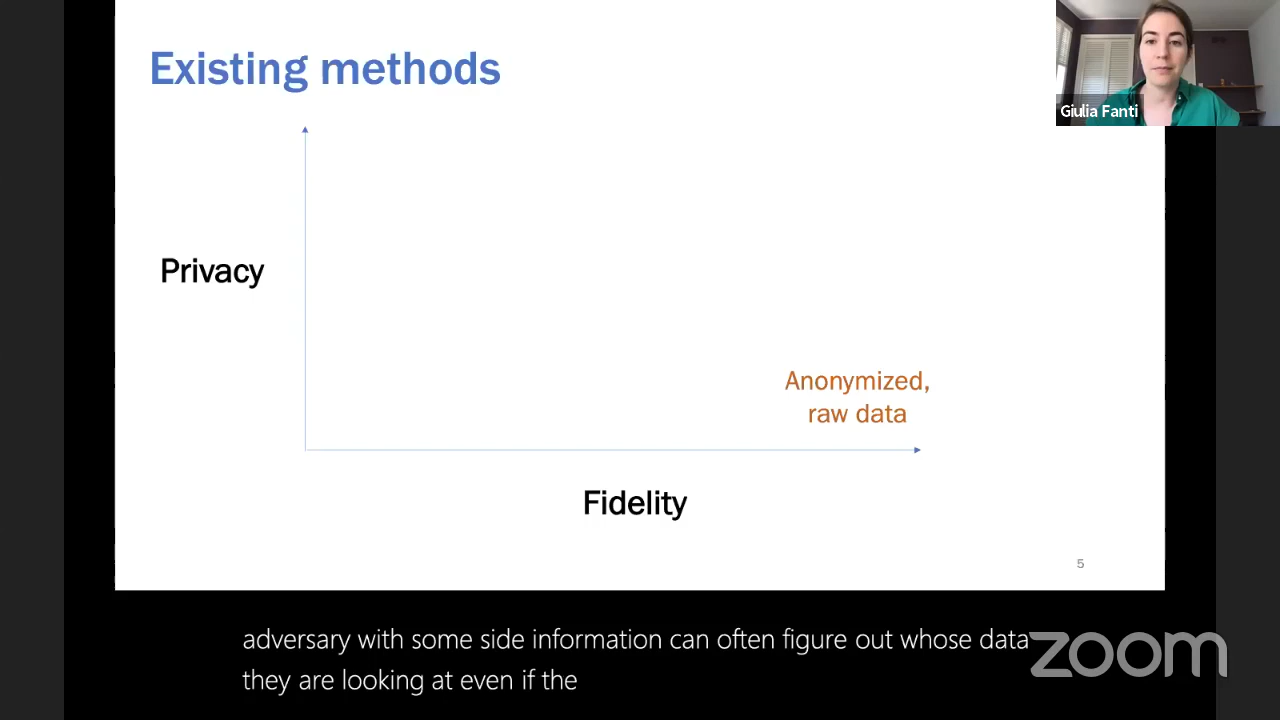 Existing methods
Giulia Fanti
Privacy
Anonymized,
raw data
Fidelity
5
adversary with some side information can often figure out whose data
they are looking at even if the
zoom